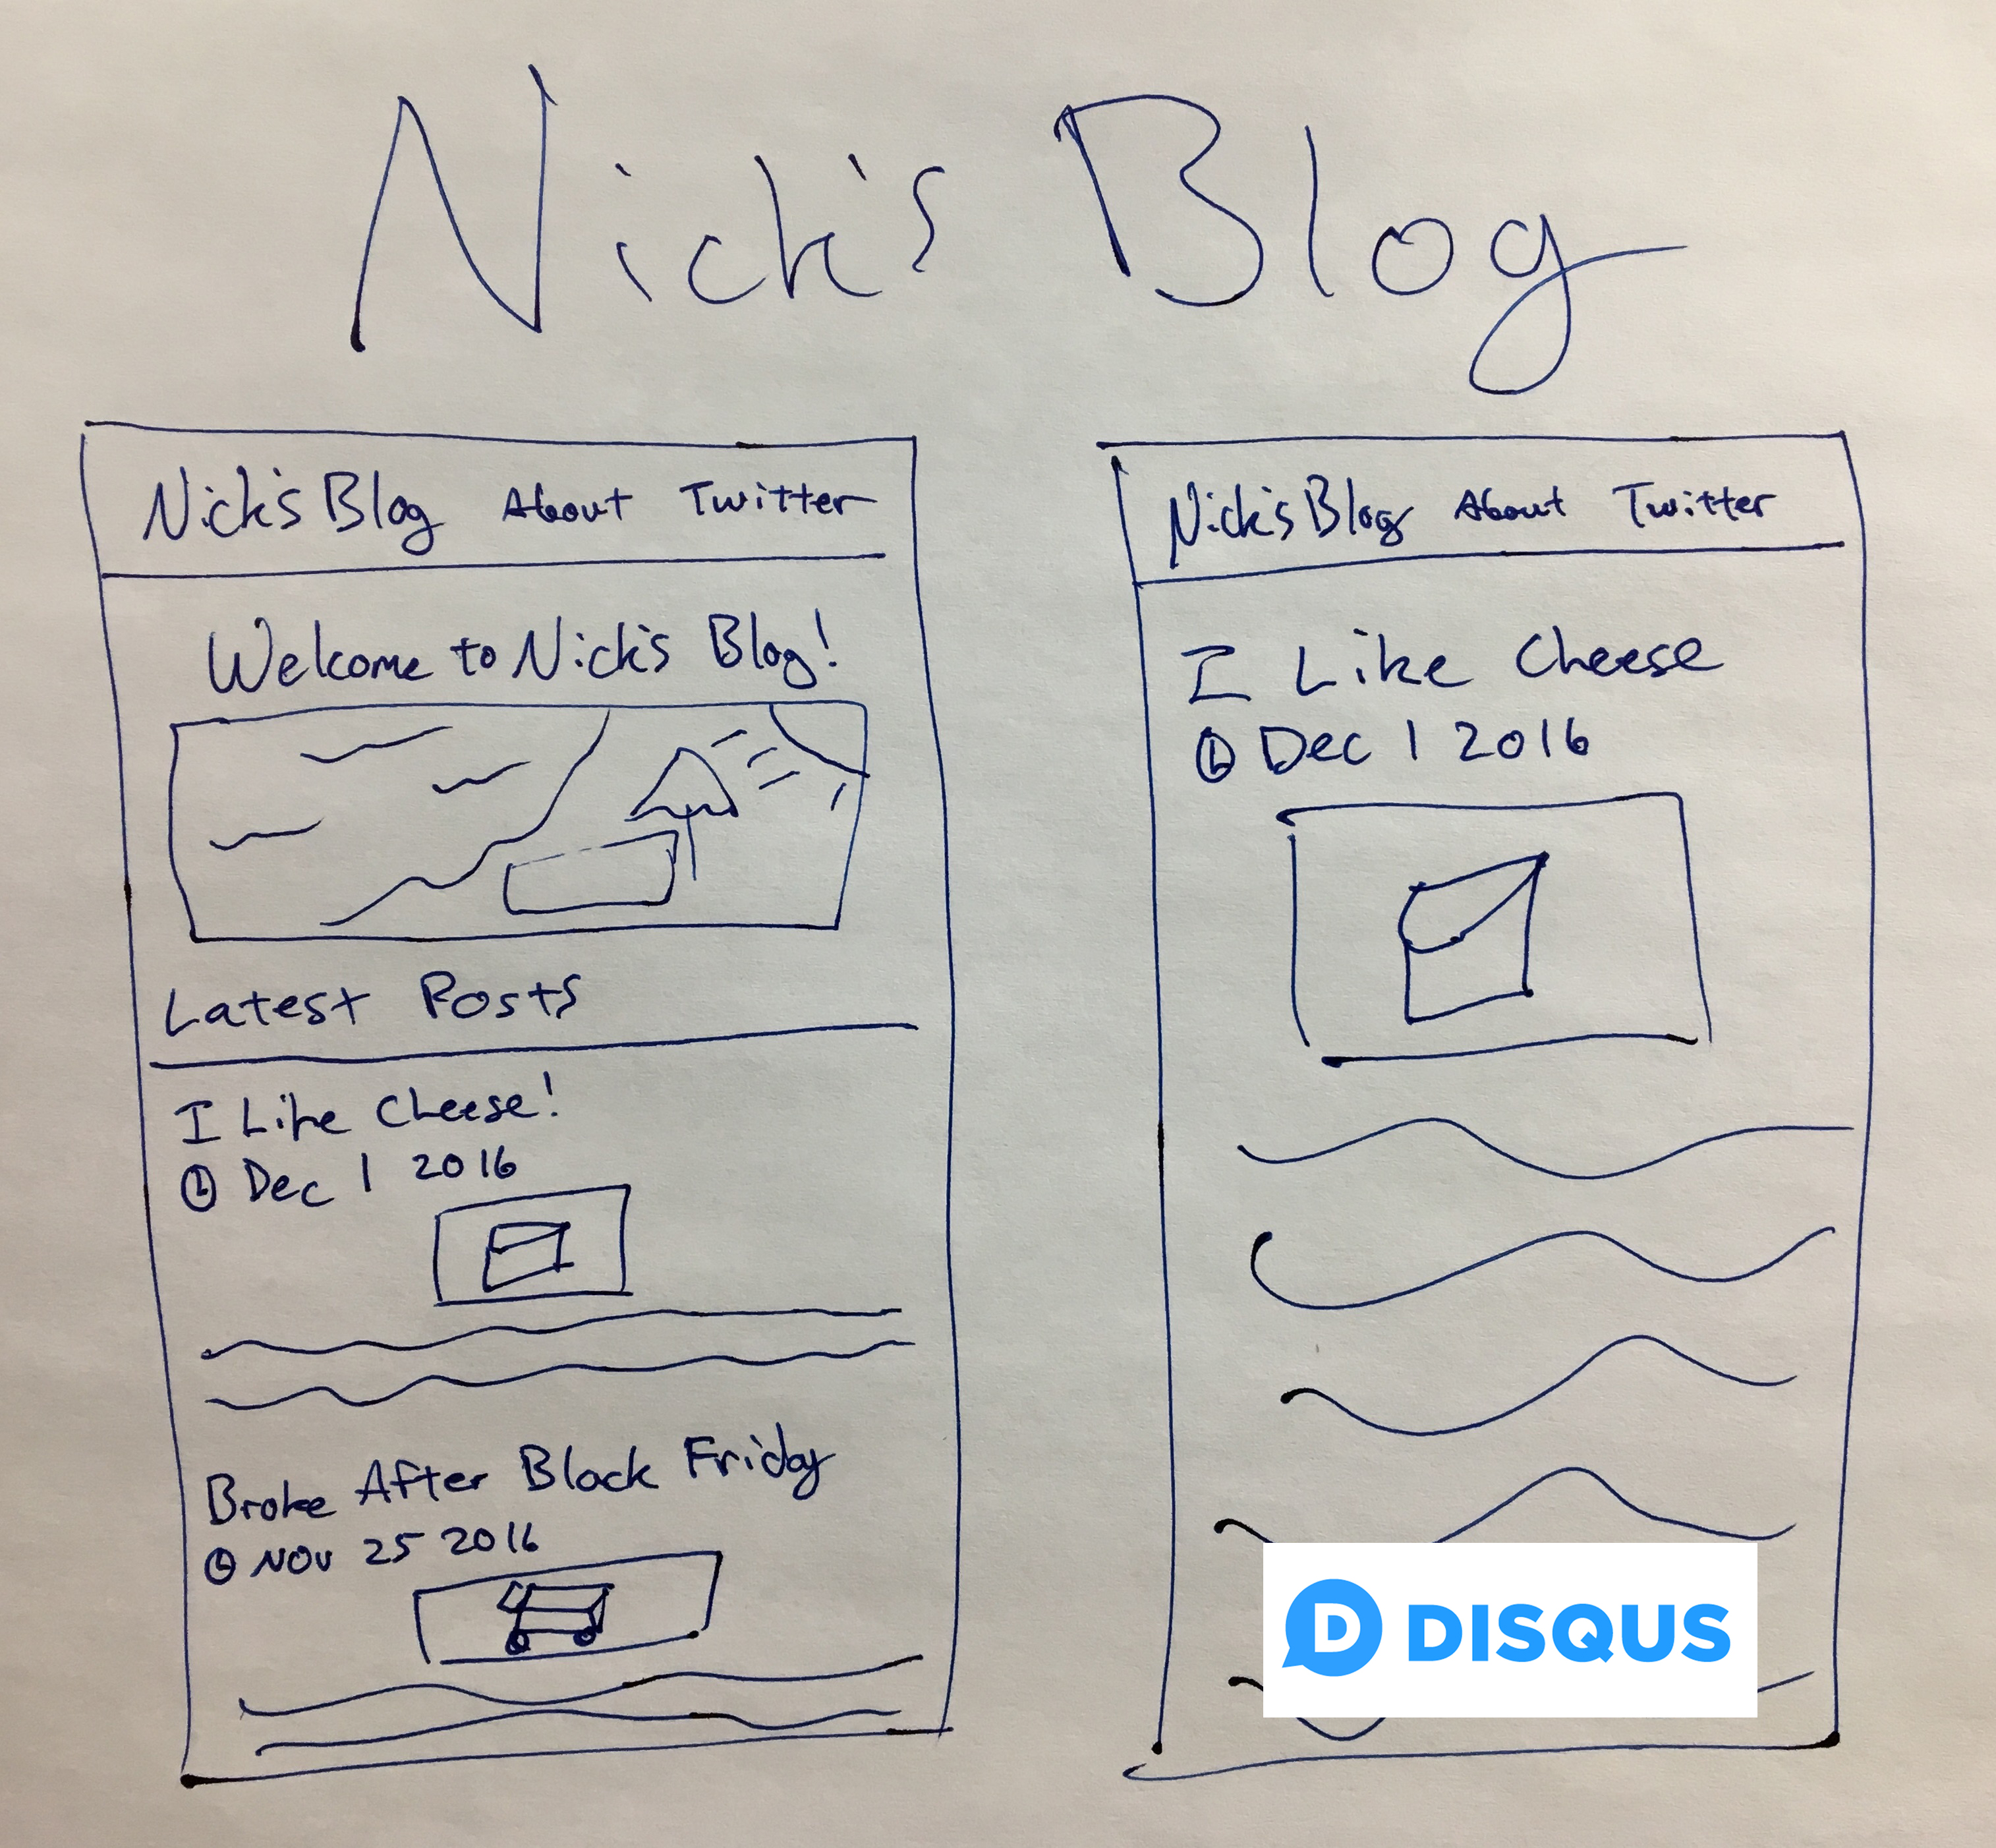 Nick's Blog
Nick's Blog About Twitter
Welcome to Nick's Blog!
Latest Posts
I Like Cheese!
Dec 1 2016
Broke After Black Friday
Nov 25 2016
Nick's Blog About Twitter
I Like Cheese
Dec 1 2016
DISQUS